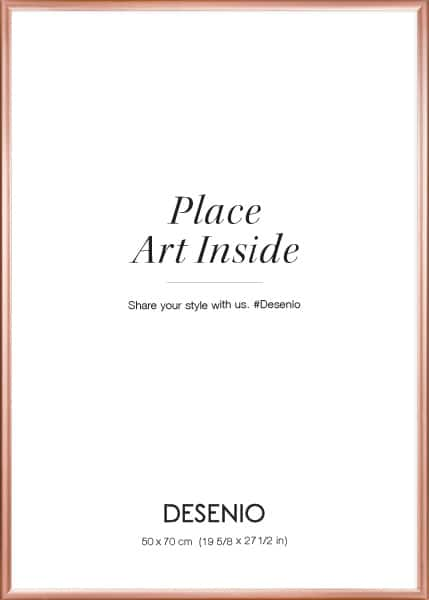 Place
Art Inside
Share your style with us. #Desenio
DESENIO
50 x 70 cm (19 5/8 x 27 1/2 in)